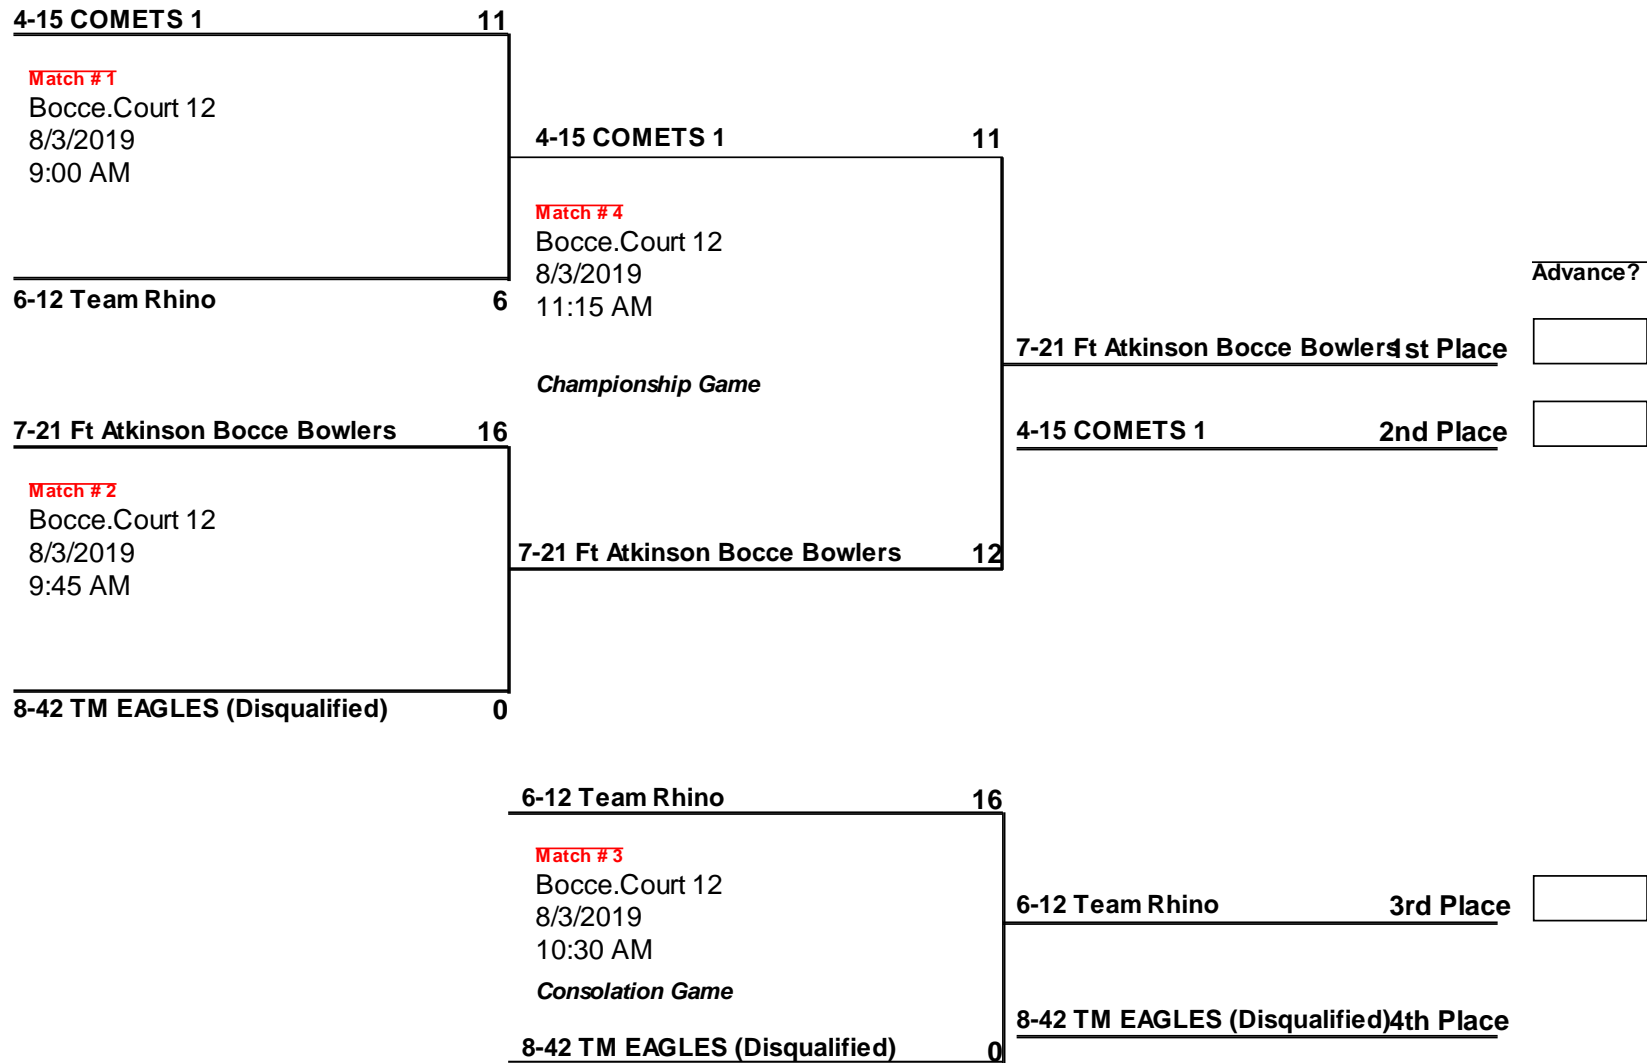 4-15 COMETS 1 11
Match # 1
Bocce.Court 12
8/3/2019
9:00 AM
6-12 Team Rhino 6
7-21 Ft Atkinson Bocce Bowlers 16
Match # 2
Bocce.Court 12
8/3/2019
9:45 AM
8-42 TM EAGLES (Disqualified) 0
4-15 COMETS 1 11
Match # 4
Bocce.Court 12
8/3/2019
11:15 AM
Championship Game
7-21 Ft Atkinson Bocce Bowlers 12
Advance?
7-21 Ft Atkinson Bocce Bowlers 1st Place
4-15 COMETS 1 2nd Place
6-12 Team Rhino 16
Match # 3
Bocce.Court 12
8/3/2019
10:30 AM
Consolation Game
8-42 TM EAGLES (Disqualified) 0
6-12 Team Rhino 3rd Place
8-42 TM EAGLES (Disqualified) 4th Place